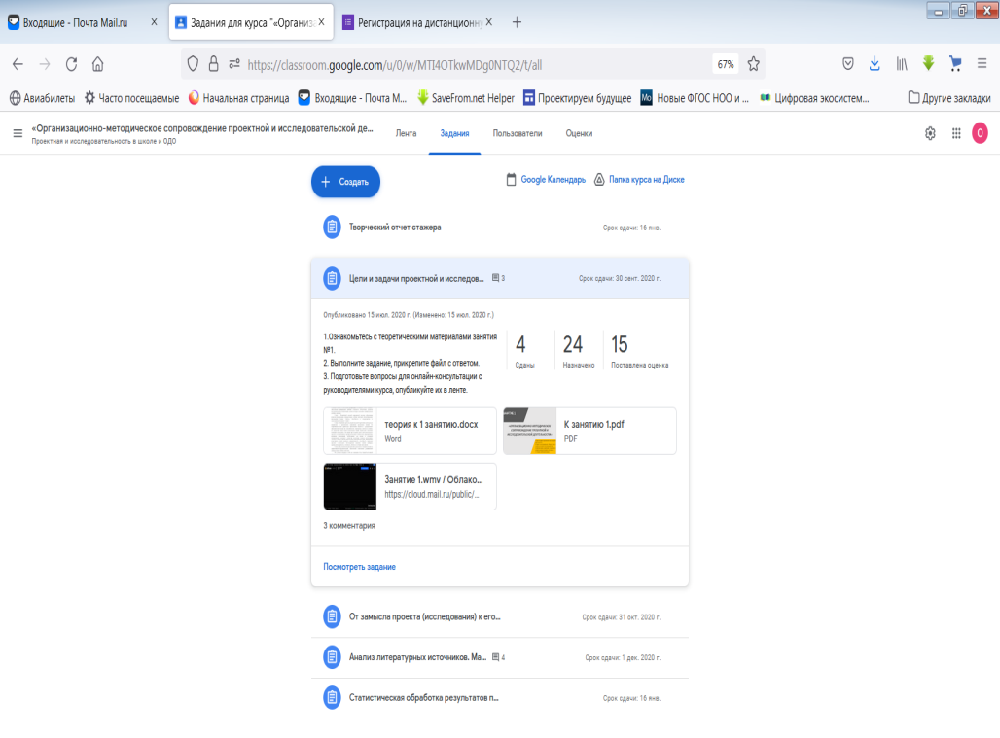 Входящие - Почта Mail.ru
Задания для курса "«Организа
Регистрация на дистанционну
https://classroom.google.com/u/0/w/MTI4OTkwMDg0NTQ2/t/all
67%
Авиабилеты
Часто посещаемые
Начальная страница
Входящие - Почта М...
SaveFrom.net Helper
Проектируем будущее
Мо
Новые ФГОС НОО и ...
Цифровая экосистем...
Другие закладки
«Организационно-методическое сопровождение проектной и исследовательской де...
Проектная и исследовательность в школе и ОДО
Лента
Задания
Пользователи
Оценки
О
Создать
Google Календарь
Папка курса на Диске
Творческий отчет стажера
Срок сдачи: 16 янв.
Цели и задачи проектной и исследов...
3
Срок сдачи: 30 сент. 2020 г.
Опубликовано 15 июл. 2020 г. (Изменено: 15 июл. 2020 г.)
1.Ознакомьтесь с теоретическими материалами занятия
№1.
2. Выполните задание, прикрепите файл с ответом.
3. Подготовьте вопросы для онлайн-консультации с
руководителями курса, опубликуйте их в ленте.
4
Сданы
24
Назначено
15
Поставлена оценка
теория к 1 занятию.docx
Word
К занятию 1.pdf
PDF
Занятие 1.wmv / Облако...
https://cloud.mail.ru/public/...
3 комментария
Посмотреть задание
От замысла проекта (исследования) к его...
Срок сдачи: 31 окт. 2020 г.
Анализ литературных источников. Ма...
4
Срок сдачи: 1 дек. 2020 г.
Статистическая обработка результатов п...
Срок сдачи: 16 янв.